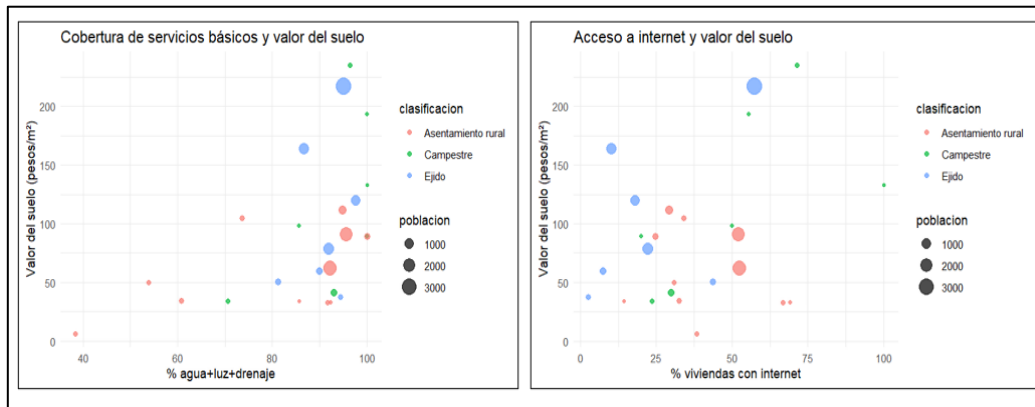 Cobertura de servicios básicos y valor del suelo
Valor del suelo (pesos/m²)
200
150
100
50
0
40
60
80
100
% agua+luz+drenaje
clasificacion
Asentamiento rural
Campestre
Ejido
poblacion
1000
2000
3000
Acceso a internet y valor del suelo
Valor del suelo (pesos/m²)
200
150
100
50
0
0
25
50
75
100
% viviendas con internet
clasificacion
Asentamiento rural
Campestre
Ejido
poblacion
1000
2000
3000